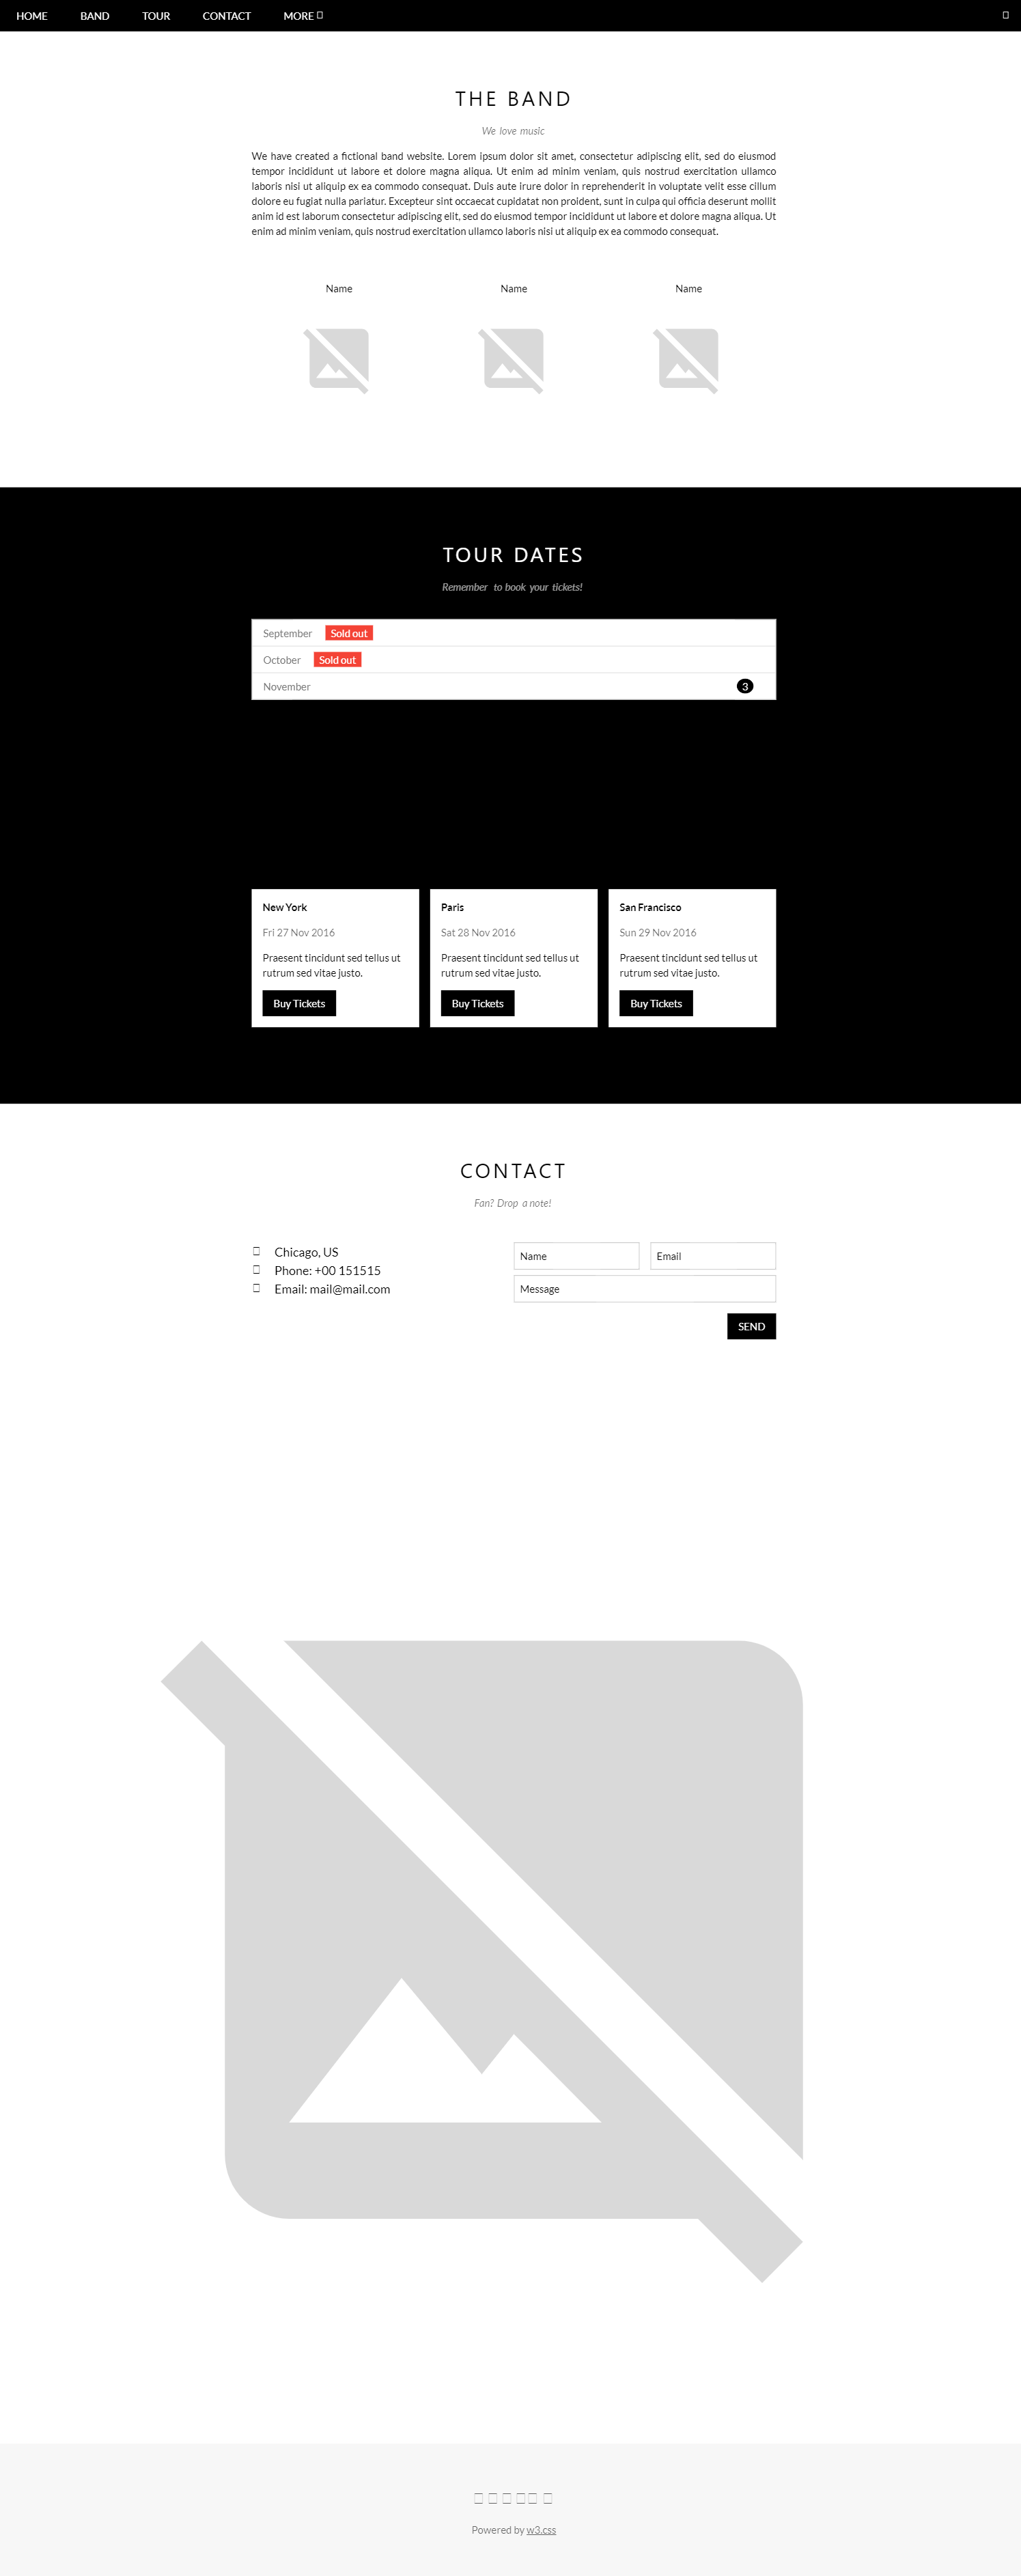 HOME BAND TOUR CONTACT MORE
THE BAND
We love music
We have created a fictional band website. Lorem ipsum dolor sit amet, consectetur adipiscing elit, sed do eiusmod
tempor incididunt ut labore et dolore magna aliqua. Ut enim ad minim veniam, quis nostrud exercitation ullamco
laboris nisi ut aliquip ex ea commodo consequat. Duis aute irure dolor in reprehenderit in voluptate velit esse cillum
dolore eu fugiat nulla pariatur. Excepteur sint occaecat cupidatat non proident, sunt in culpa qui officia deserunt mollit
anim id est laborum consectetur adipiscing elit, sed do eiusmod tempor incididunt ut labore et dolore magna aliqua. Ut
enim ad minim veniam, quis nostrud exercitation ullamco laboris nisi ut aliquip ex ea commodo consequat.
Name Name Name
TOUR DATES
Remember to book your tickets!
September Sold out
October Sold out
November 3
New York
Fri 27 Nov 2016
Praesent tincidunt sed tellus ut
rutrum sed vitae justo.
Buy Tickets
Paris
Sat 28 Nov 2016
Praesent tincidunt sed tellus ut
rutrum sed vitae justo.
Buy Tickets
San Francisco
Sun 29 Nov 2016
Praesent tincidunt sed tellus ut
rutrum sed vitae justo.
Buy Tickets
CONTACT
Fan? Drop a note!
Chicago, US
Phone: +00 151515
Email: mail@mail.com
Name Email
Message
SEND
Powered by w3.css